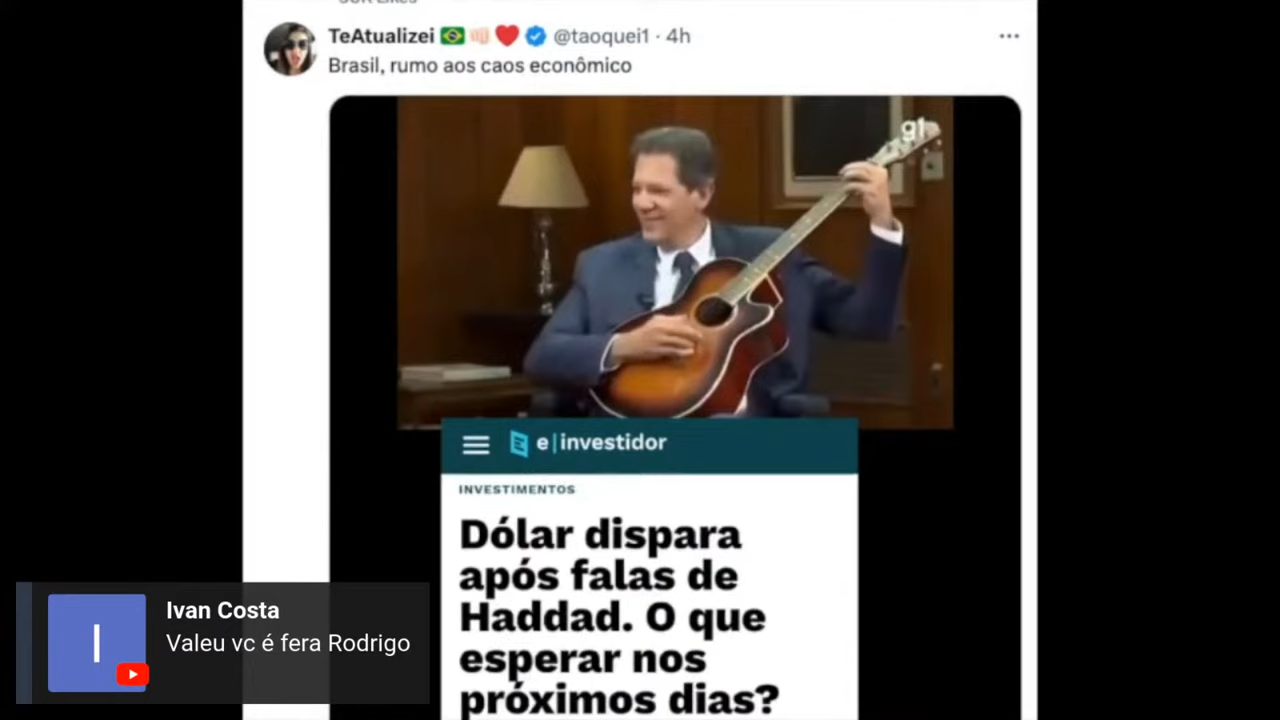 TeAtualizei 🇧🇷👊🏻❤️ @taoquei1 · 4h
Brasil, rumo aos caos econômico
g1
e|investidor
INVESTIMENTOS
Dólar dispara
após falas de
Haddad. O que
esperar nos
próximos dias?
Ivan Costa
Valeu vc é fera Rodrigo
I